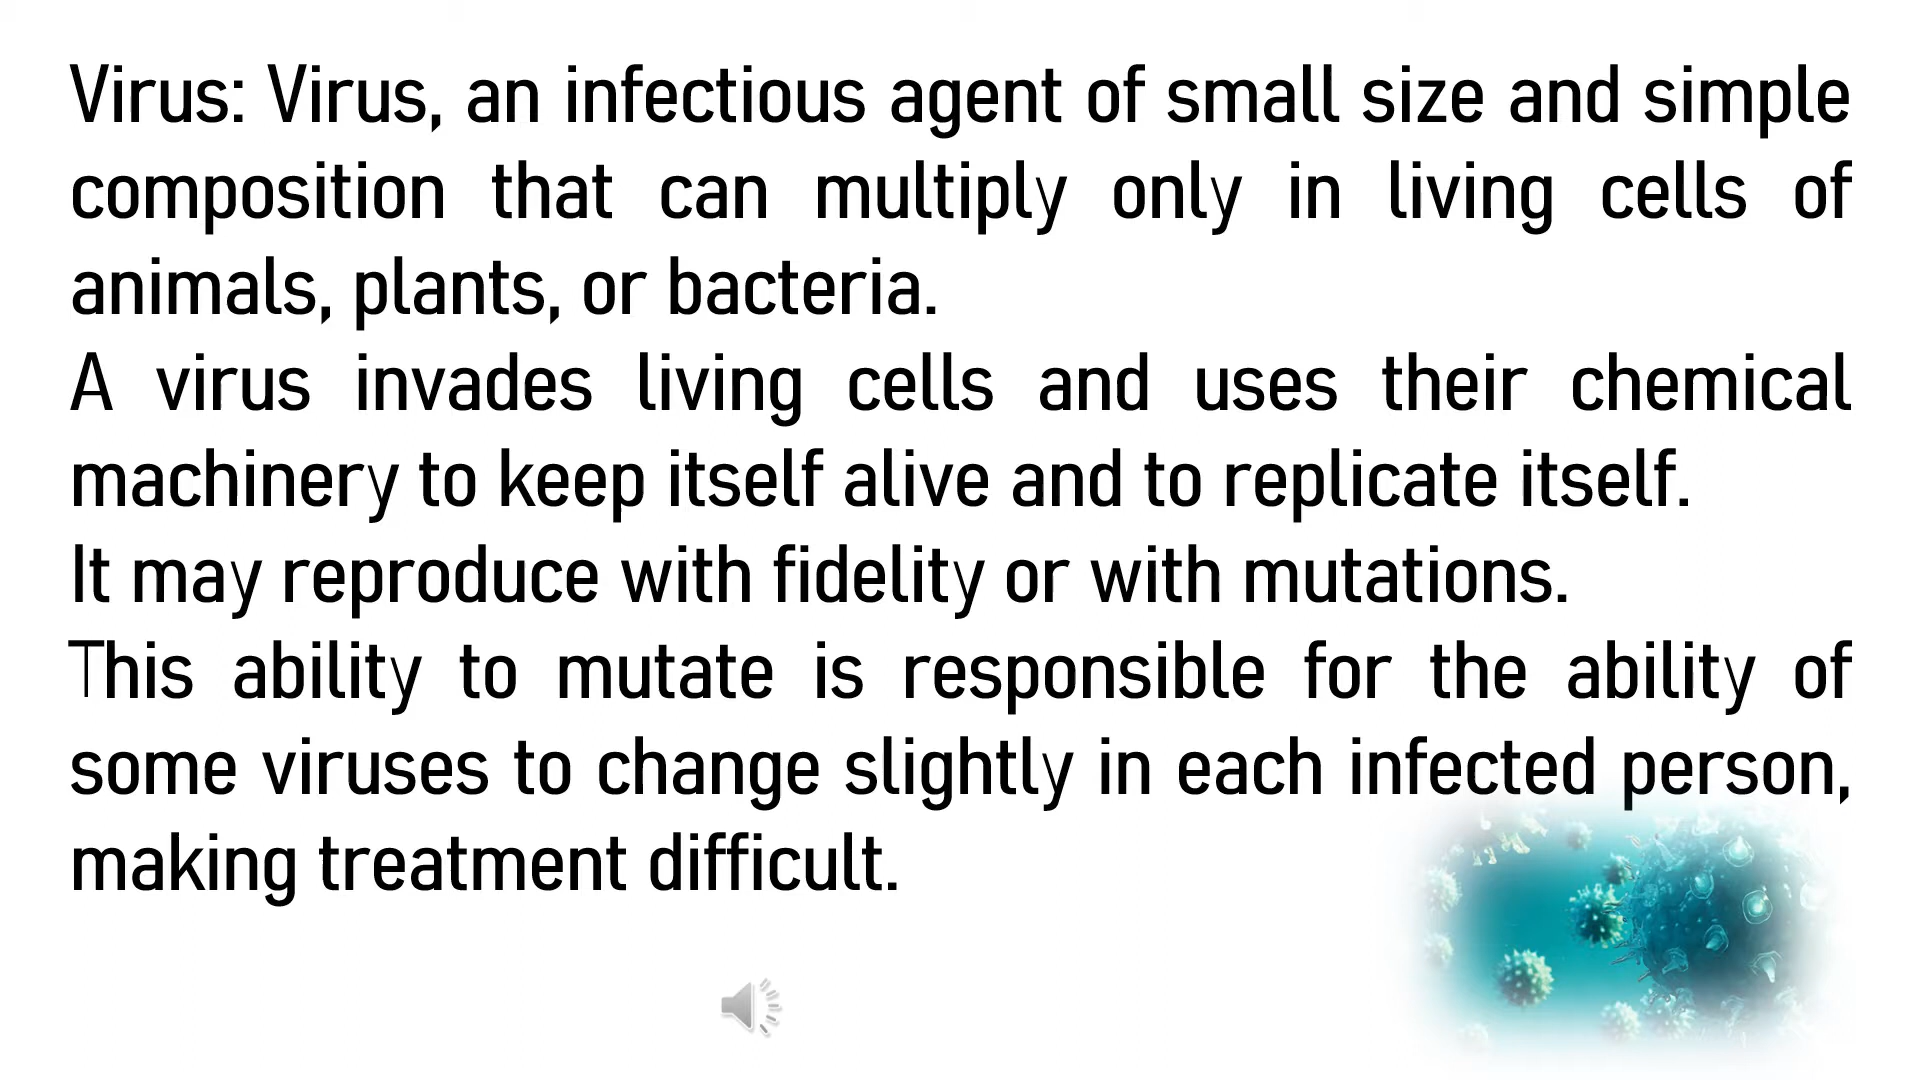 Virus: Virus, an infectious agent of small size and simple
composition that can multiply only in living cells of
animals, plants, or bacteria.
A virus invades living cells and uses their chemical
machinery to keep itself alive and to replicate itself.
It may reproduce with fidelity or with mutations.
This ability to mutate is responsible for the ability of
some viruses to change slightly in each infected person,
making treatment difficult.